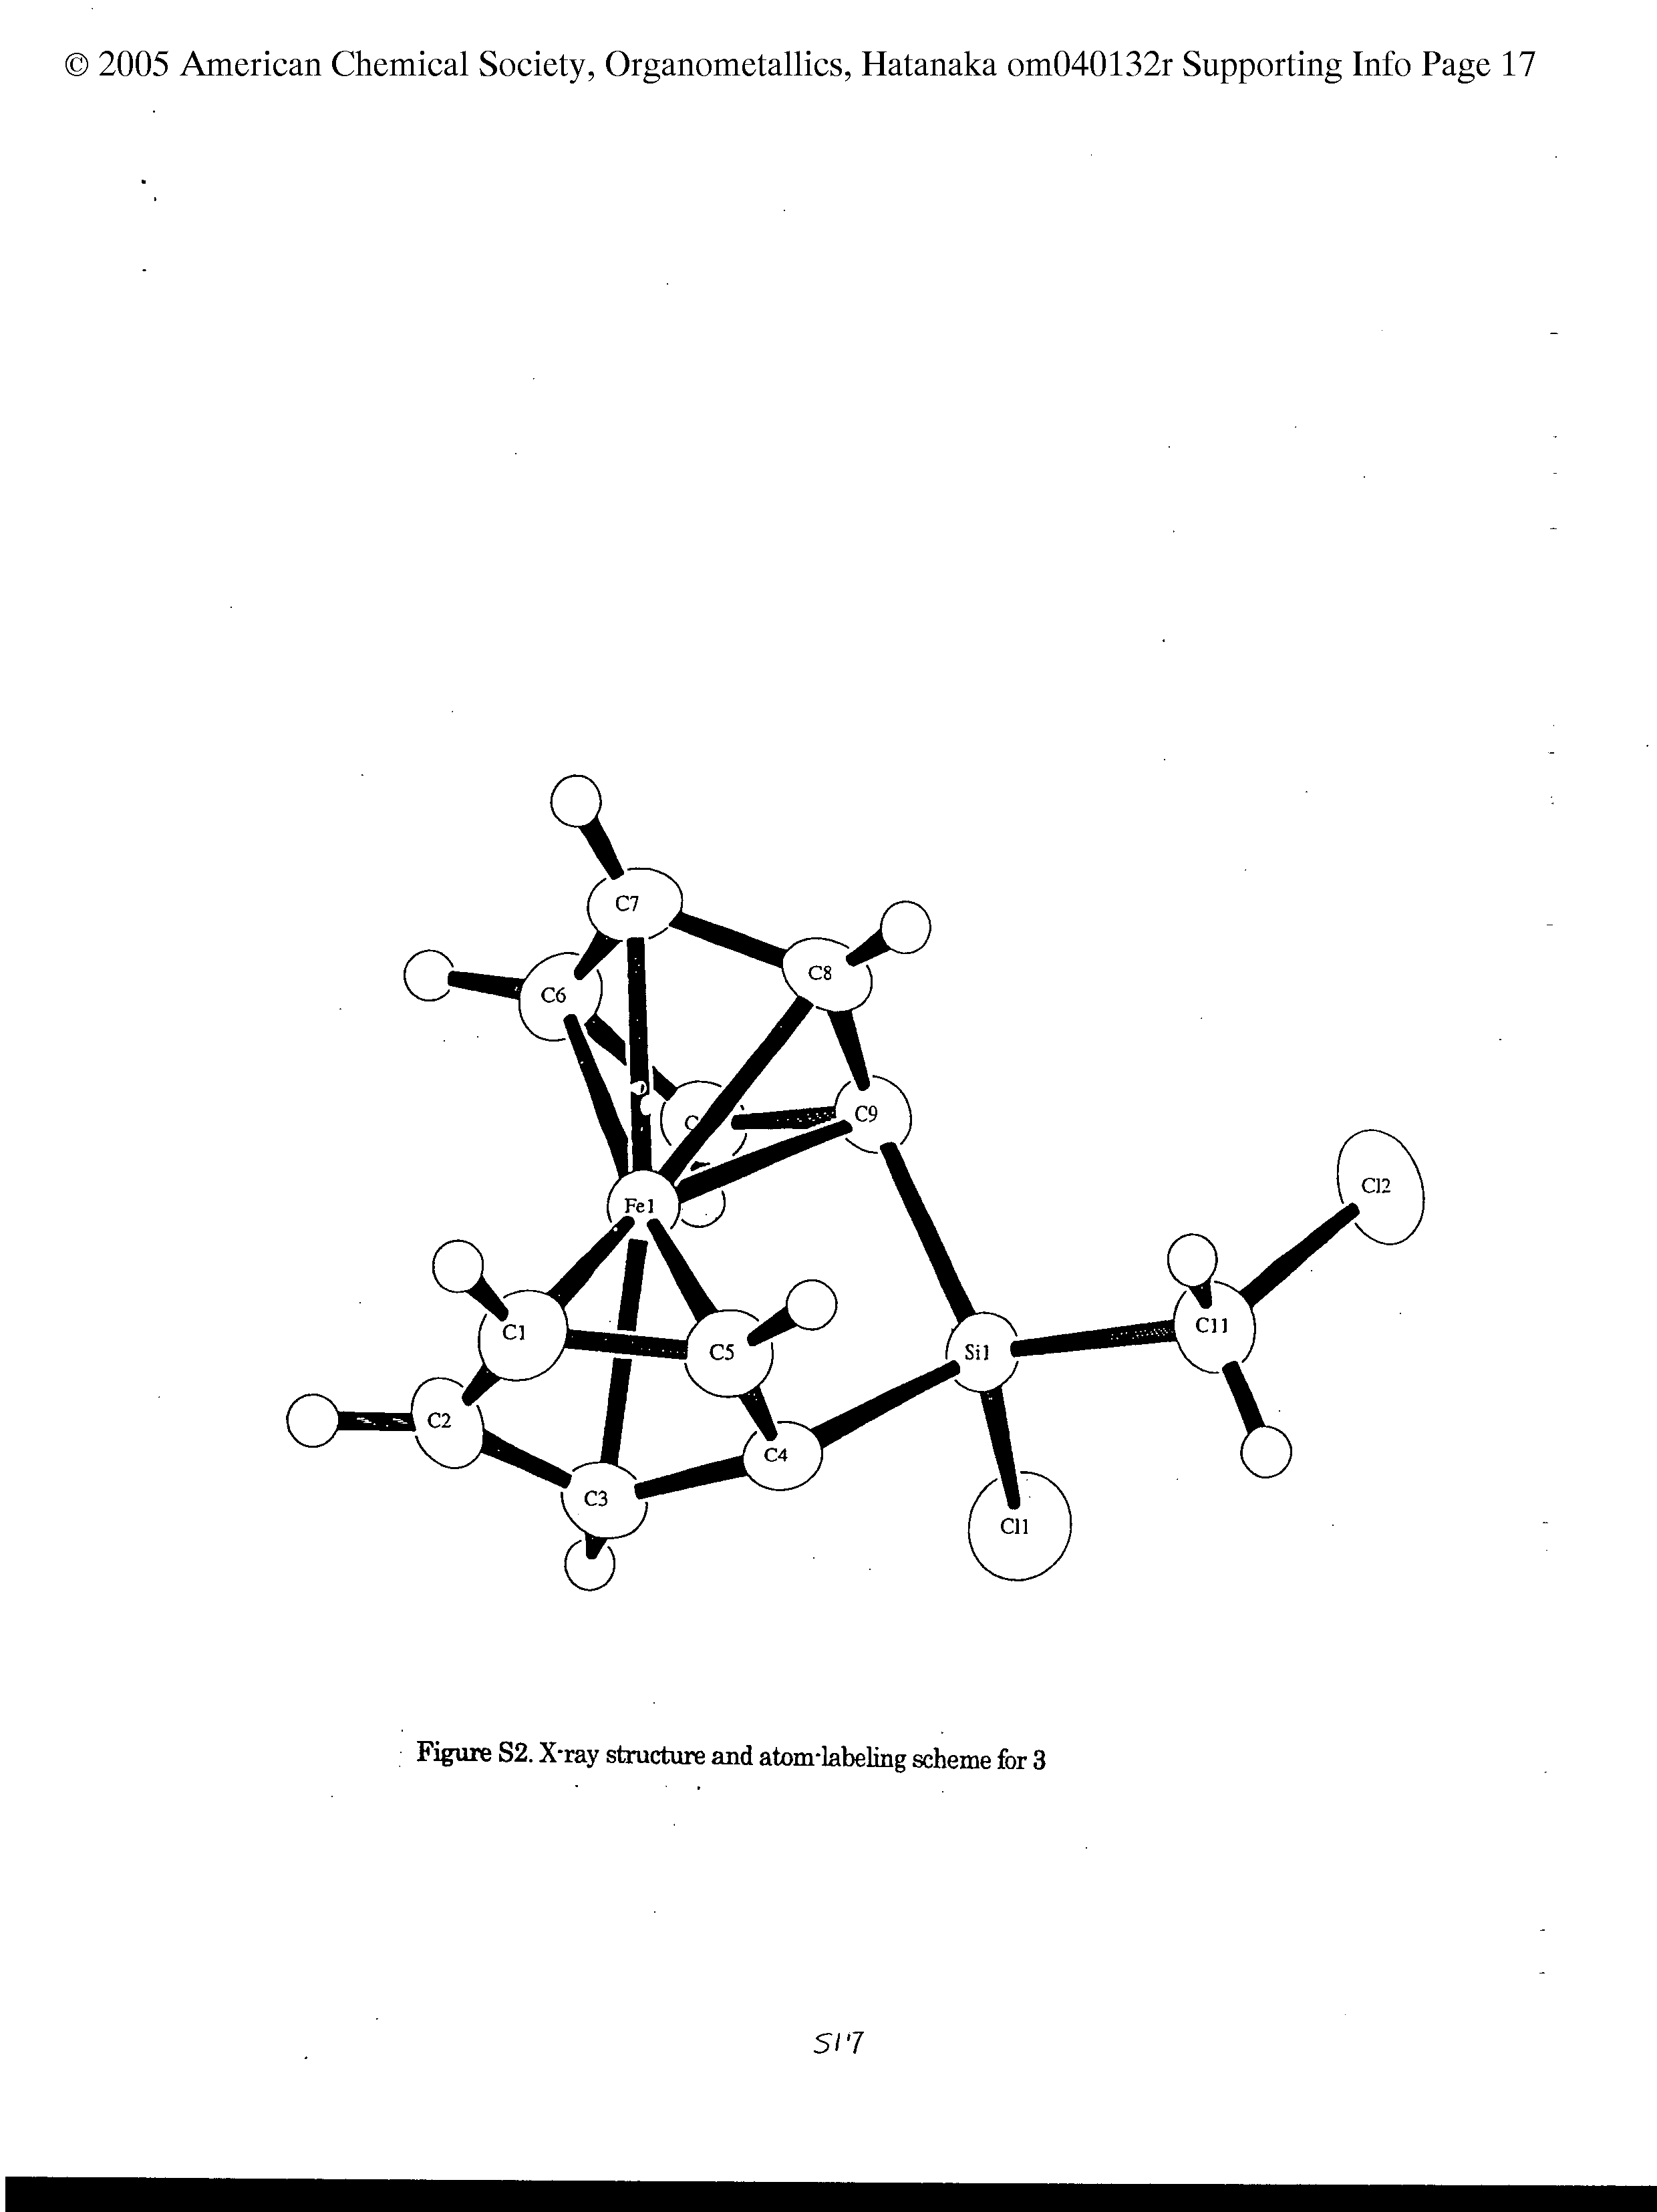 © 2005 American Chemical Society, Organometallics, Hatanaka om040132r Supporting Info Page 17
C7
C8
C6
C9
C
Cl2
Fe1
C11
C1
C5
Si1
C2
C4
C3
Cl1
Figure S2. X-ray structure and atom-labeling scheme for 3
S17